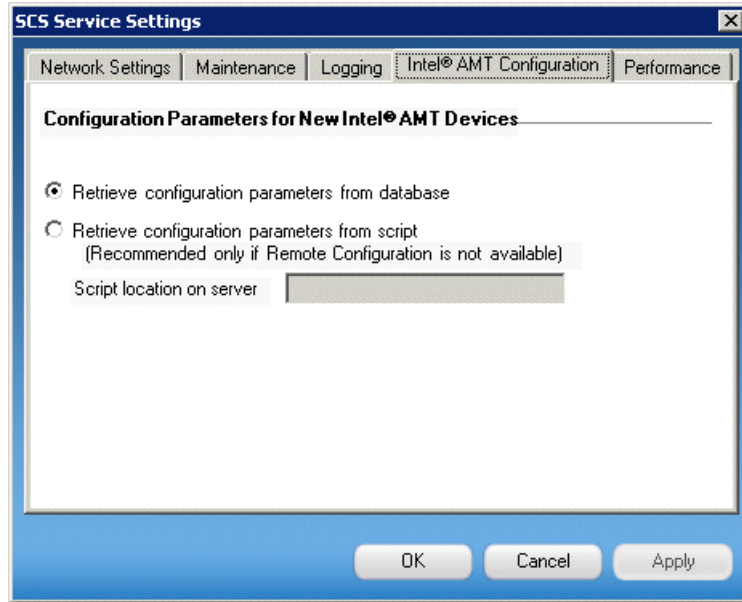 SCS Service Settings
Network Settings Maintenance Logging Intel® AMT Configuration Performance
Configuration Parameters for New Intel® AMT Devices
Retrieve configuration parameters from database
Retrieve configuration parameters from script
(Recommended only if Remote Configuration is not available)
Script location on server
OK Cancel Apply